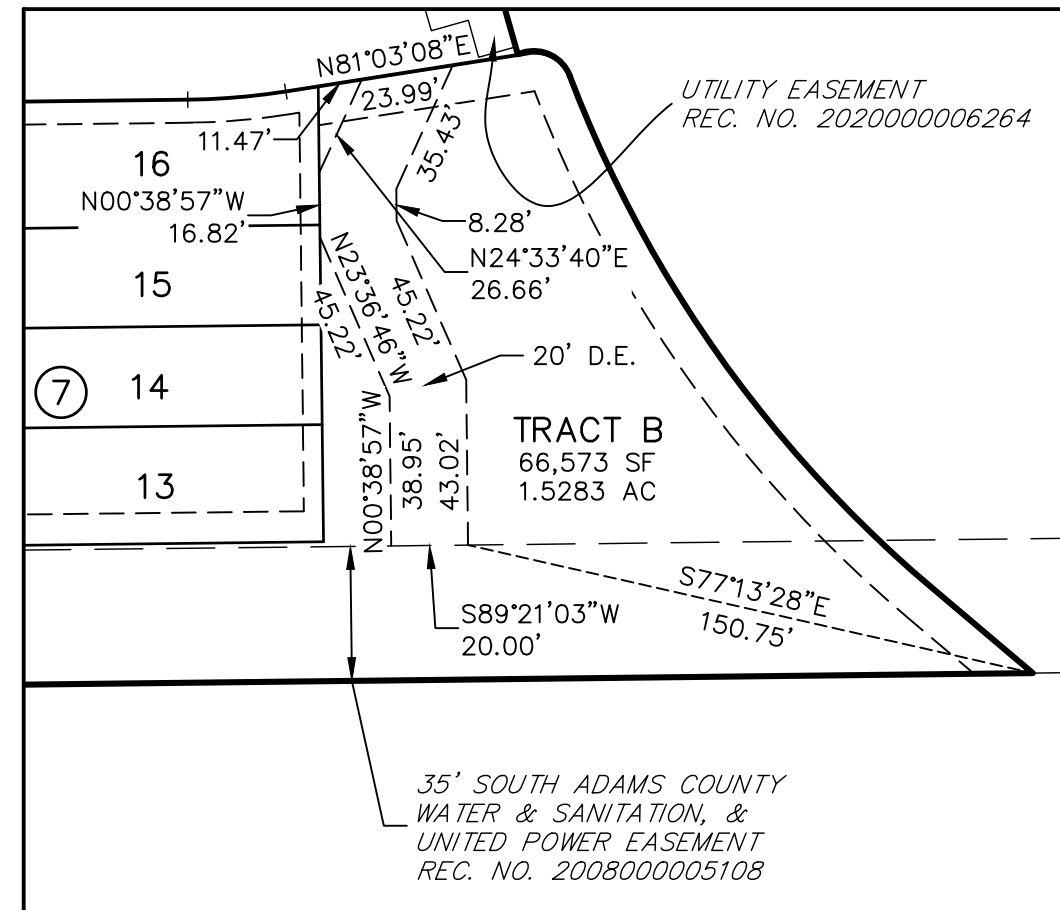 N81°03'08"E
23.99'
UTILITY EASEMENT
REC. NO. 2020000006264
11.47'
35.43'
16
N00°38'57"W
16.82'
8.28'
N24°33'40"E
26.66'
15
N23°36'46"W
45.22'
45.22'
20' D.E.
7
14
TRACT B
66,573 SF
1.5283 AC
N00°38'57"W
38.95'
43.02'
13
S77°13'28"E
150.75'
S89°21'03"W
20.00'
35' SOUTH ADAMS COUNTY
WATER & SANITATION, &
UNITED POWER EASEMENT
REC. NO. 2008000005108